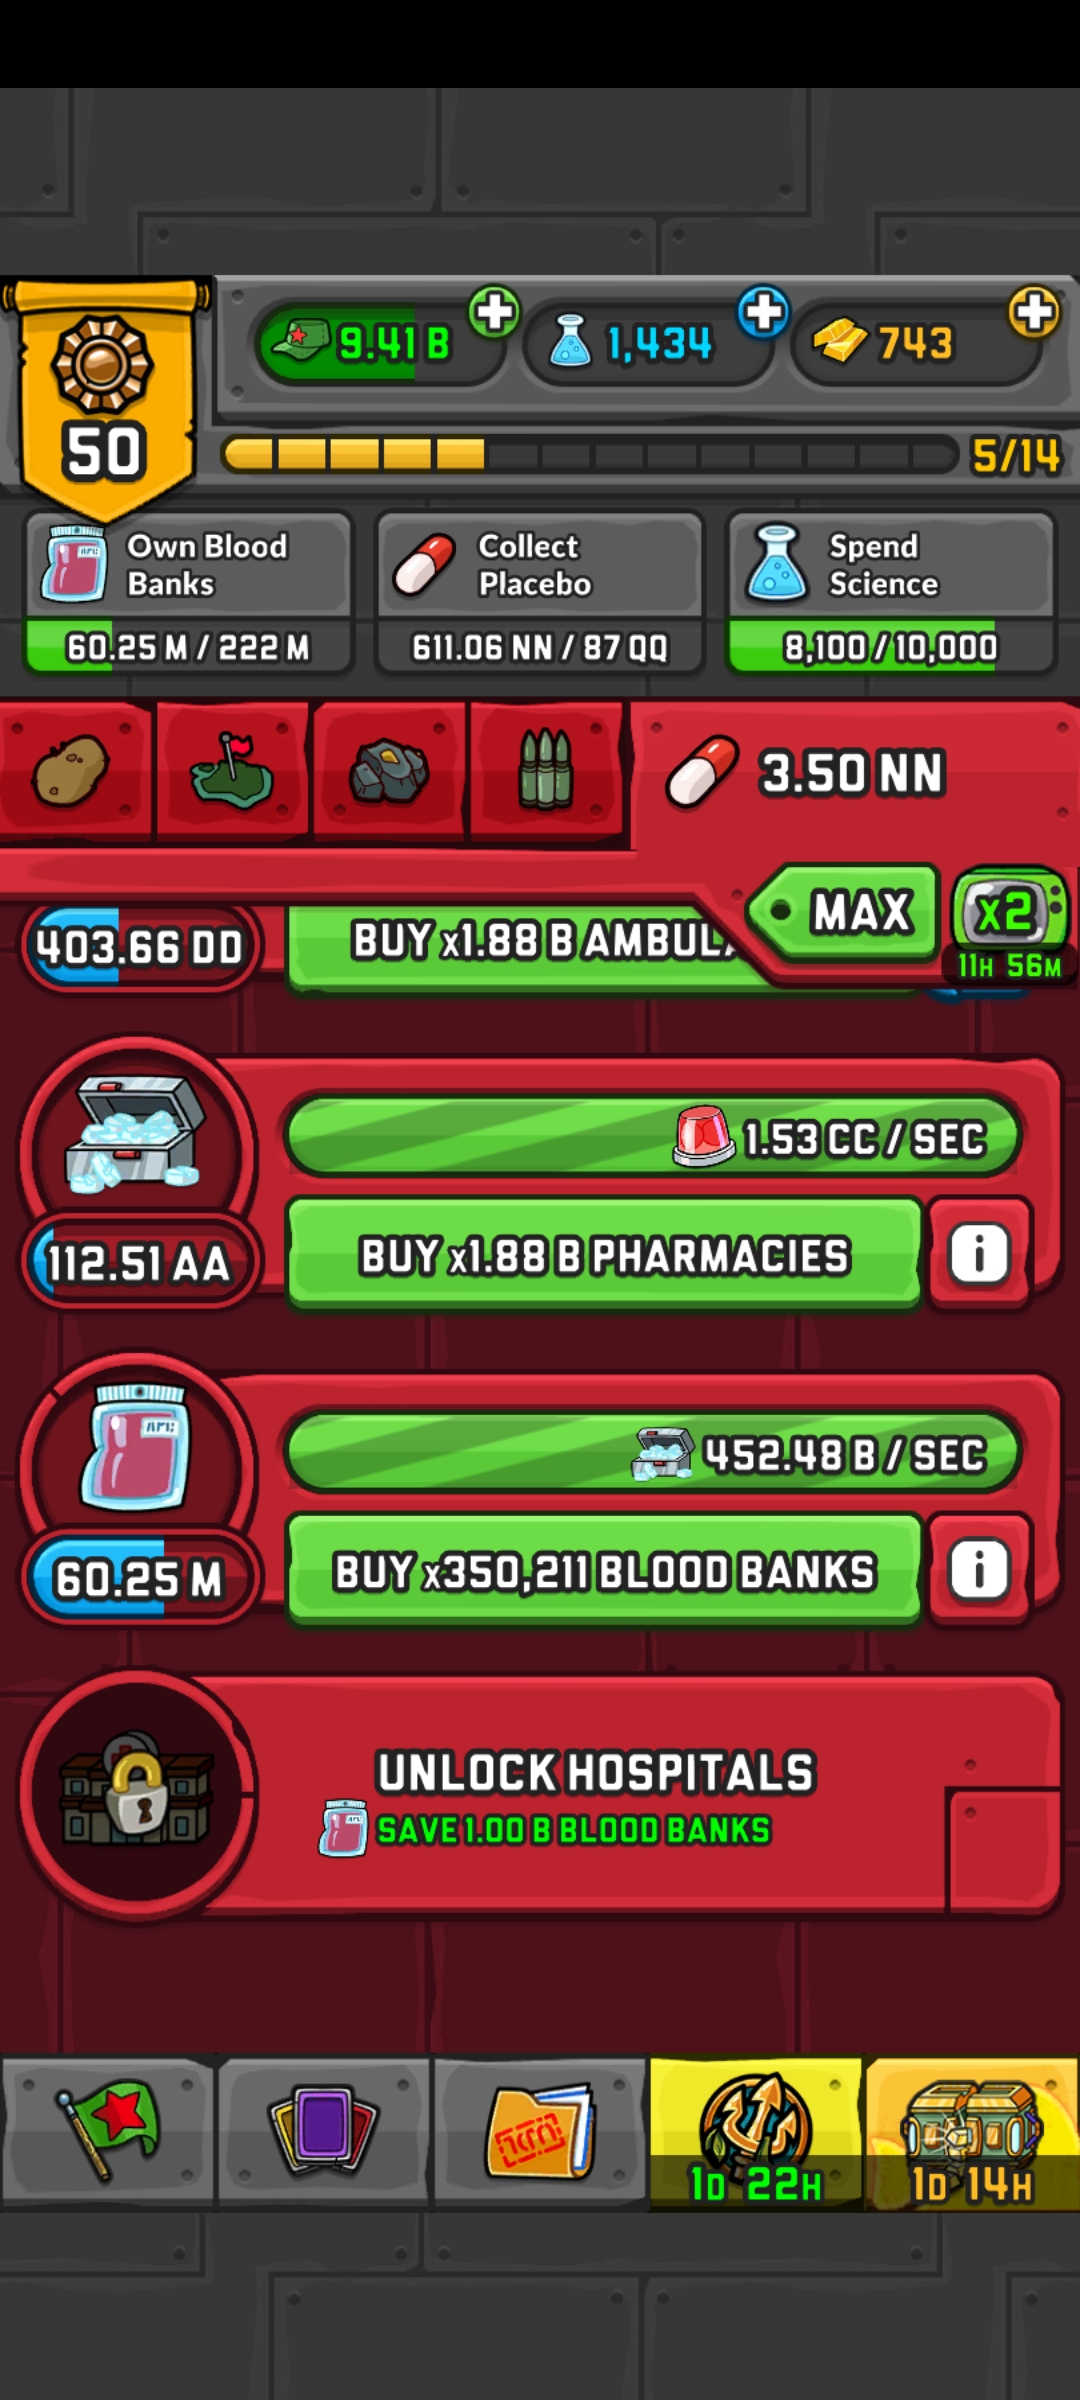 9.41 B
1,434
743
50
5/14
Own Blood
Banks
60.25 M / 222 M
Collect
Placebo
611.06 NN / 87 QQ
Spend
Science
8,100 / 10,000
3.50 NN
MAX
x2
11H 56M
403.66 DD
BUY x1.88 B
1.53 CC / SEC
112.51 AA
BUY x1.88 B PHARMACIES
452.48 B / SEC
60.25 M
BUY x350,211 BLOOD BANKS
UNLOCK HOSPITALS
SAVE 1.00 B BLOOD BANKS
1D 22H
1D 14H